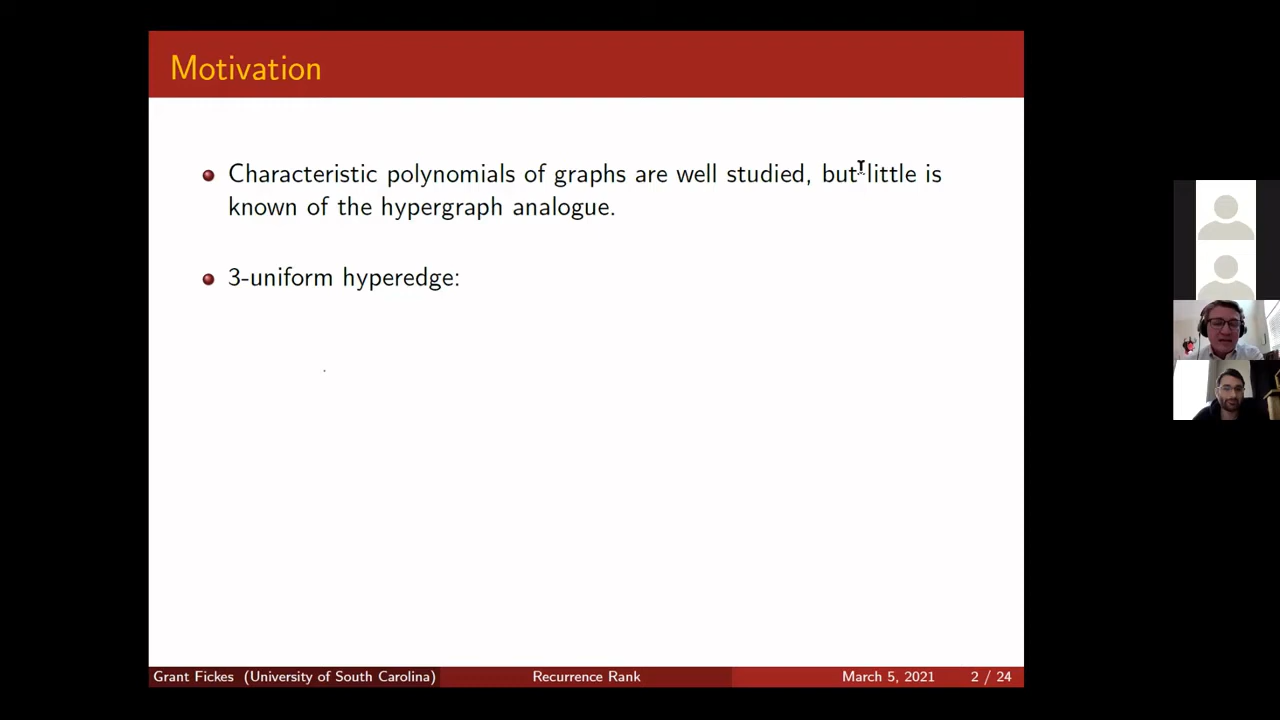 Motivation
Characteristic polynomials of graphs are well studied, but little is
known of the hypergraph analogue.
3-uniform hyperedge:
Grant Fickes (University of South Carolina) Recurrence Rank March 5, 2021 2 / 24